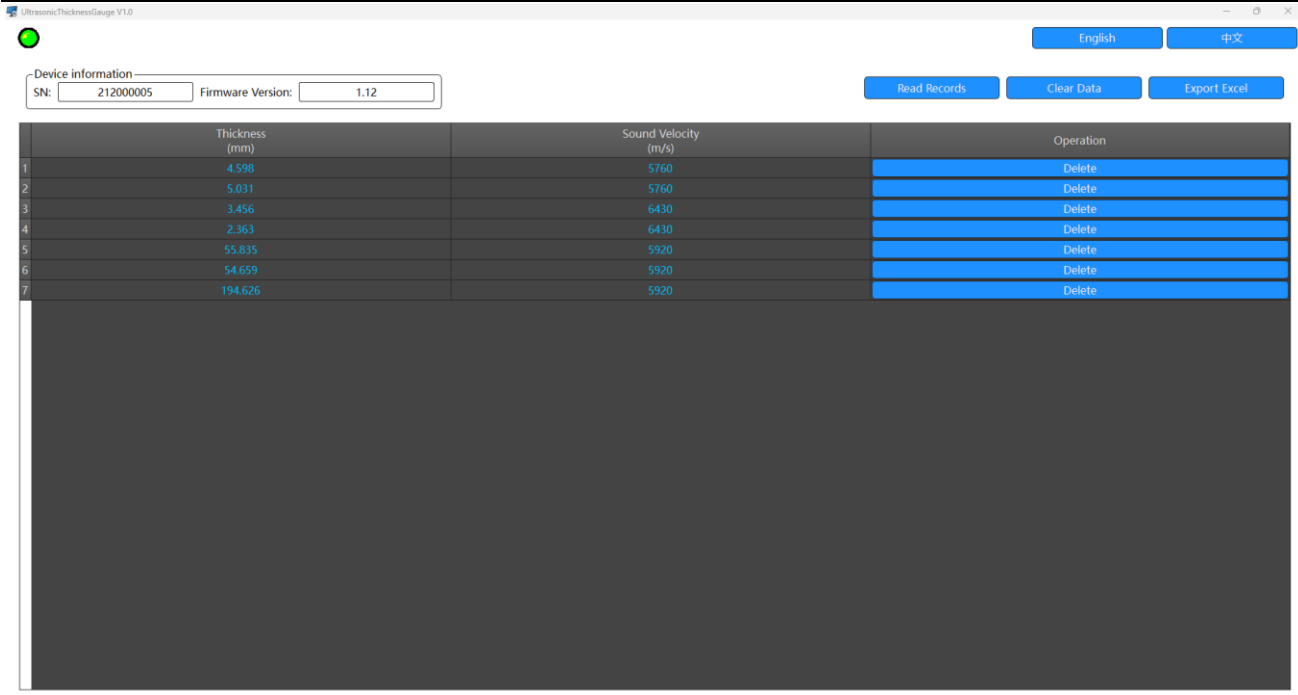 UltrasonicThicknessGauge V1.0
English 中文
Device information
SN: 212000005 Firmware Version: 1.12
Read Records Clear Data Export Excel
Thickness (mm) Sound Velocity (m/s) Operation
1 4.598 5760 Delete
2 5.031 5760 Delete
3 3.456 6430 Delete
4 2.363 6430 Delete
5 55.835 5920 Delete
6 54.659 5920 Delete
7 194.626 5920 Delete